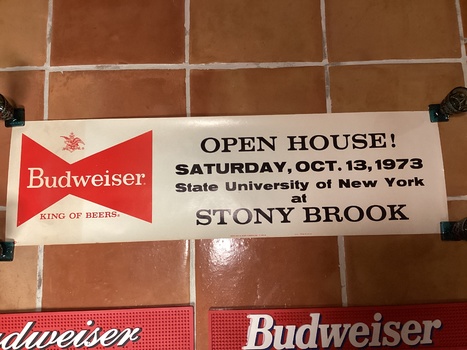 Budweiser®
KING OF BEERS®
OPEN HOUSE!
SATURDAY, OCT. 13, 1973
State University of New York
at
STONY BROOK
Budweiser
Budweiser